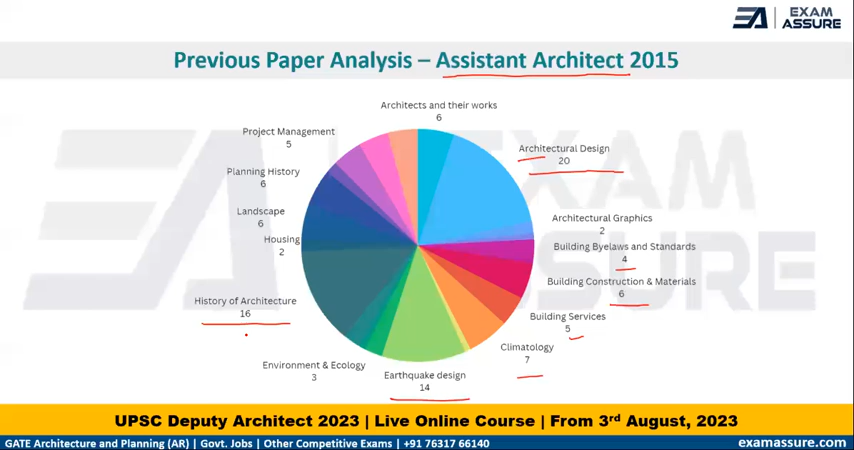 EXAM
ASSURE
Previous Paper Analysis – Assistant Architect 2015
Architects and their works
6
Architectural Design
20
Architectural Graphics
2
Building Byelaws and Standards
4
Building Construction & Materials
6
Building Services
5
Climatology
7
Earthquake design
14
Environment & Ecology
3
History of Architecture
16
Housing
2
Landscape
6
Planning History
6
Project Management
5
EXAM
ASSURE
UPSC Deputy Architect 2023 | Live Online Course | From 3rd August, 2023
GATE Architecture and Planning (AR) | Govt. Jobs | Other Competitive Exams | +91 76317 66140
examassure.com